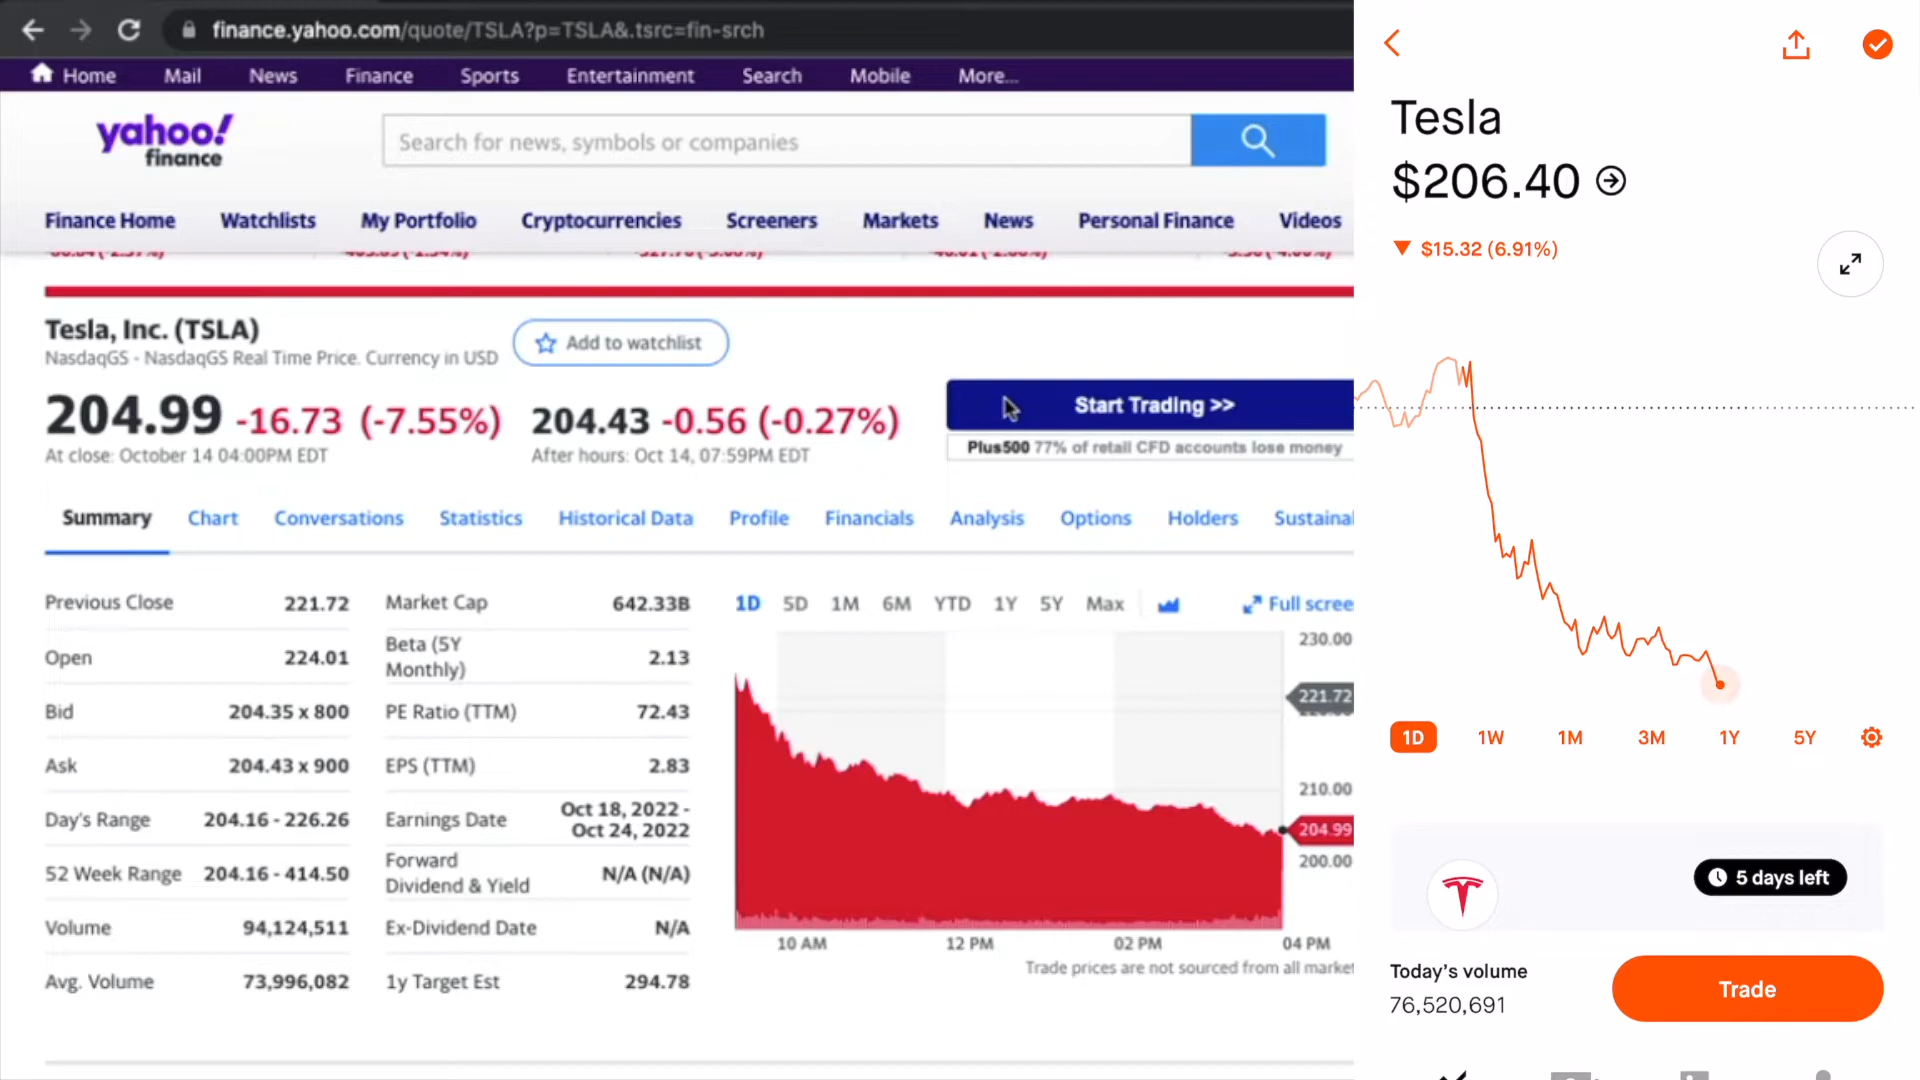 finance.yahoo.com/quote/TSLA?p=TSLA&.tsrc=fin-srch
Home Mail News Finance Sports Entertainment Search Mobile More...
yahoo!
finance
Search for news, symbols or companies
Finance Home Watchlists My Portfolio Cryptocurrencies Screeners Markets News Personal Finance Videos
Tesla, Inc. (TSLA)
NasdaqGS - NasdaqGS Real Time Price. Currency in USD
Add to watchlist
204.99 -16.73 (-7.55%)
At close: October 14 04:00PM EDT
204.43 -0.56 (-0.27%)
After hours: Oct 14, 07:59PM EDT
Start Trading >>
Plus500 77% of retail CFD accounts lose money
Summary Chart Conversations Statistics Historical Data Profile Financials Analysis Options Holders Sustainal
Previous Close 221.72
Open 224.01
Bid 204.35 x 800
Ask 204.43 x 900
Day's Range 204.16 - 226.26
52 Week Range 204.16 - 414.50
Volume 94,124,511
Avg. Volume 73,996,082
Market Cap 642.33B
Beta (5Y
Monthly) 2.13
PE Ratio (TTM) 72.43
EPS (TTM) 2.83
Earnings Date Oct 18, 2022 -
Oct 24, 2022
Forward
Dividend & Yield N/A (N/A)
Ex-Dividend Date N/A
1y Target Est 294.78
1D 5D 1M 6M YTD 1Y 5Y Max Full scree
230.00
221.72
210.00
204.99
200.00
10 AM 12 PM 02 PM 04 PM
Trade prices are not sourced from all market
Tesla
$206.40
▼ $15.32 (6.91%)
1D 1W 1M 3M 1Y 5Y
5 days left
Today's volume
76,520,691
Trade